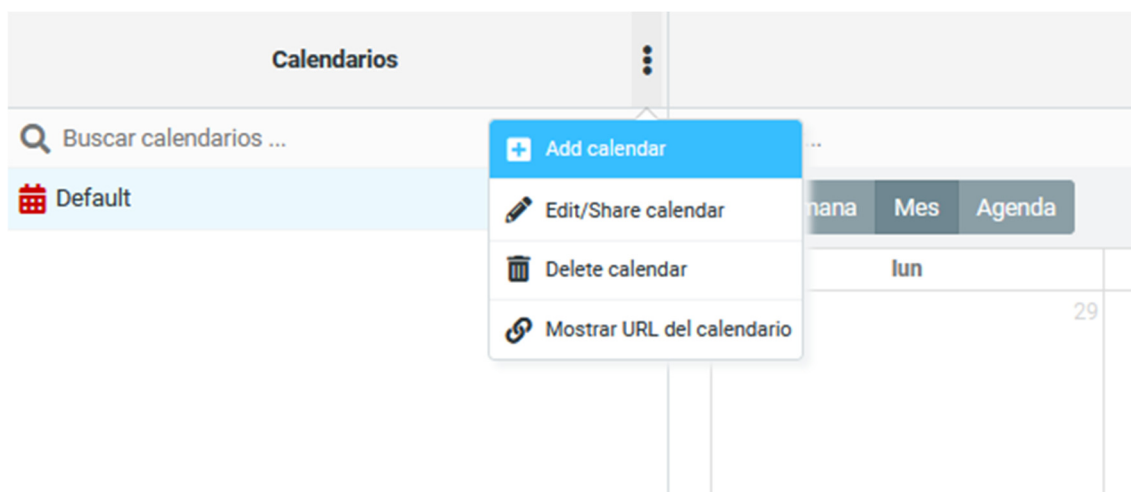 Calendarios
Buscar calendarios ...
Default
Add calendar
Edit/Share calendar
Delete calendar
Mostrar URL del calendario
...
Mes
Agenda
lun
29